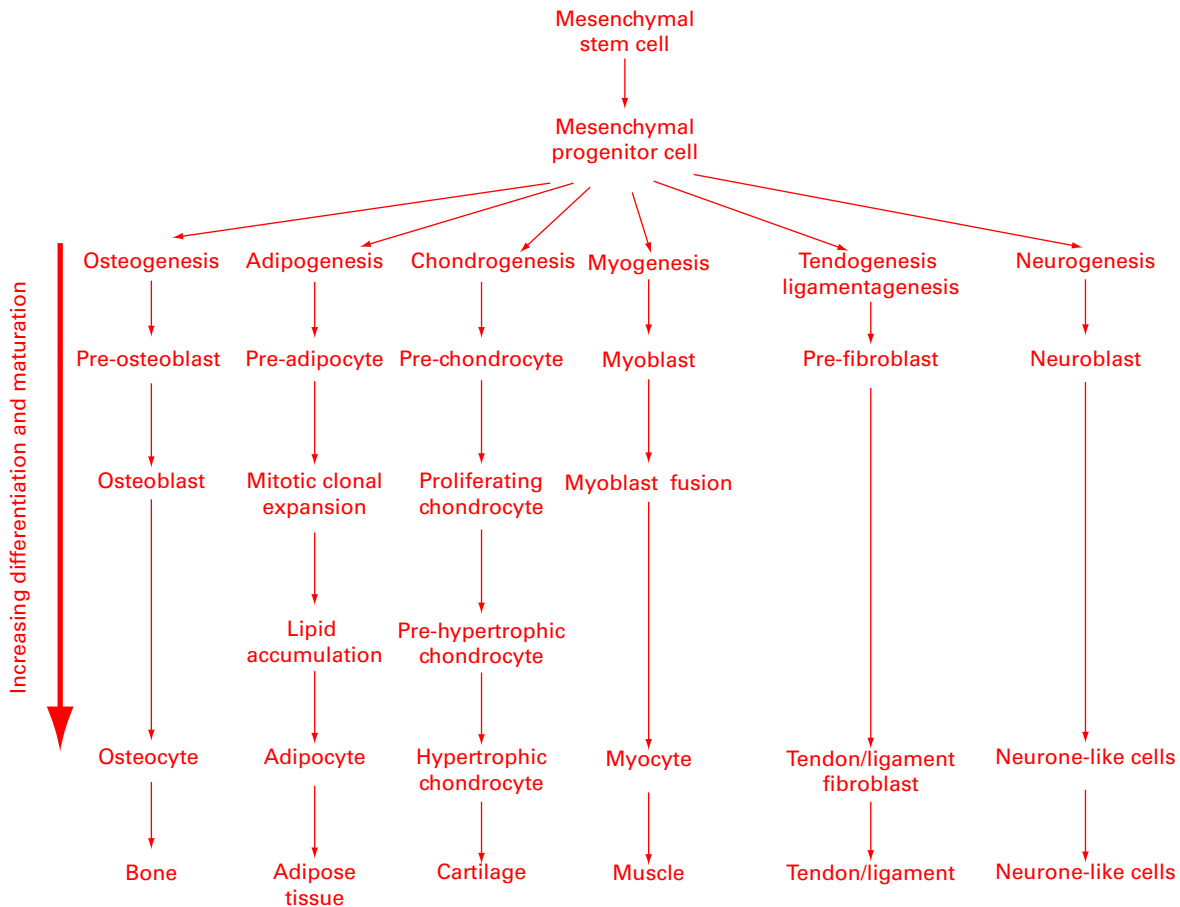 Mesenchymal
stem cell
Mesenchymal
progenitor cell
Increasing differentiation and maturation
Osteogenesis
Adipogenesis
Chondrogenesis
Myogenesis
Tendogenesis
ligamentagenesis
Neurogenesis
Pre-osteoblast
Pre-adipocyte
Pre-chondrocyte
Myoblast
Pre-fibroblast
Neuroblast
Osteoblast
Mitotic clonal
expansion
Proliferating
chondrocyte
Myoblast fusion
Lipid
accumulation
Pre-hypertrophic
chondrocyte
Osteocyte
Adipocyte
Hypertrophic
chondrocyte
Myocyte
Tendon/ligament
fibroblast
Neurone-like cells
Bone
Adipose
tissue
Cartilage
Muscle
Tendon/ligament
Neurone-like cells